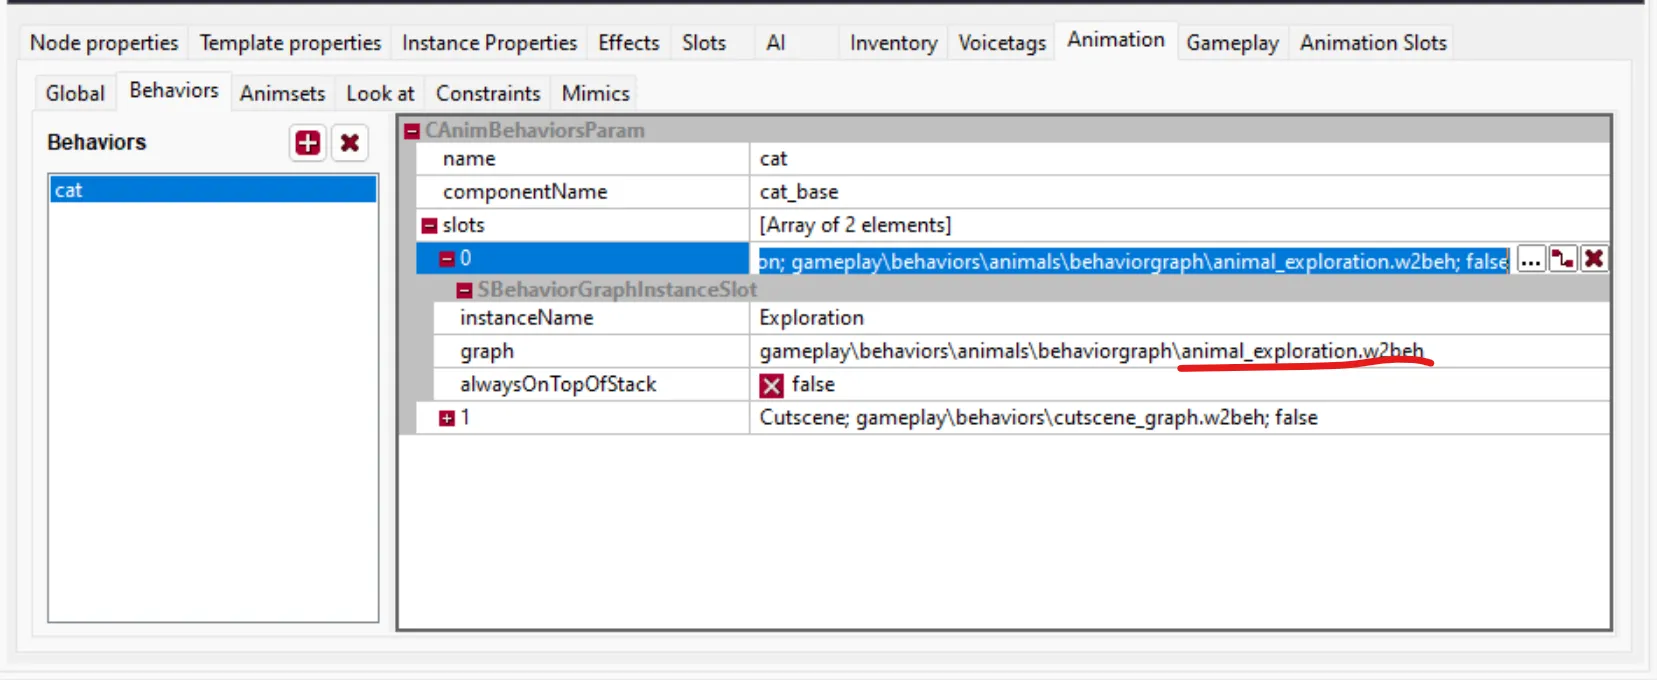 Node properties Template properties Instance Properties Effects Slots AI Inventory Voicetags Animation Gameplay Animation Slots
Global Behaviors Animsets Look at Constraints Mimics
Behaviors
cat
CAnimBehaviorsParam
name cat
componentName cat_base
slots [Array of 2 elements]
0 on; gameplay\behaviors\animals\behaviorgraph\animal_exploration.w2beh; false ...
SBehaviorGraphInstanceSlot
instanceName Exploration
graph gameplay\behaviors\animals\behaviorgraph\animal_exploration.w2beh
alwaysOnTopOfStack false
1 Cutscene; gameplay\behaviors\cutscene_graph.w2beh; false